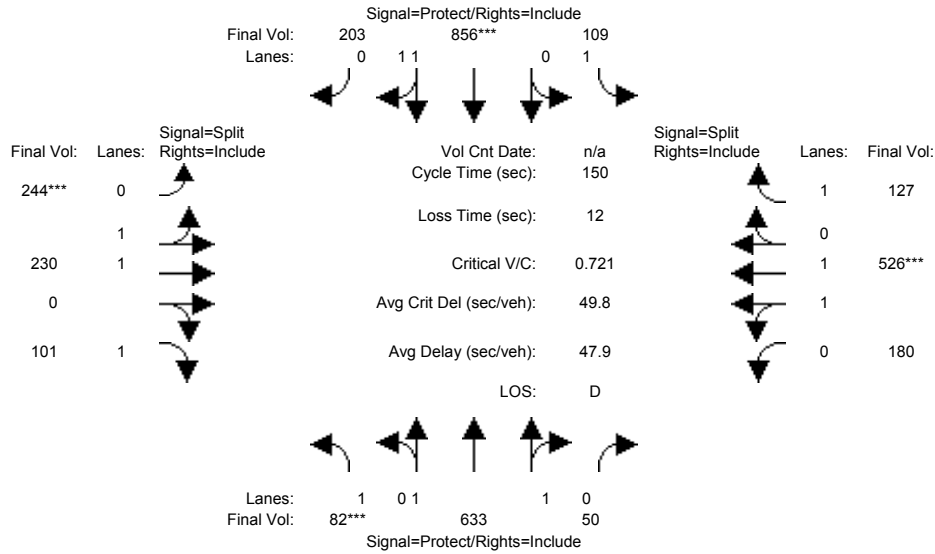 Signal=Protect/Rights=Include
Final Vol: 203 856*** 109
Lanes: 0 1 1 0 1
Signal=Split
Final Vol: Lanes: Rights=Include
Vol Cnt Date: n/a
Signal=Split
Rights=Include Lanes: Final Vol:
Cycle Time (sec): 150
244*** 0
1 127
Loss Time (sec): 12
1
0
230 1
Critical V/C: 0.721
1 526***
0
Avg Crit Del (sec/veh): 49.8
1
101 1
Avg Delay (sec/veh): 47.9
0 180
LOS: D
Lanes: 1 0 1 1 0
Final Vol: 82*** 633 50
Signal=Protect/Rights=Include